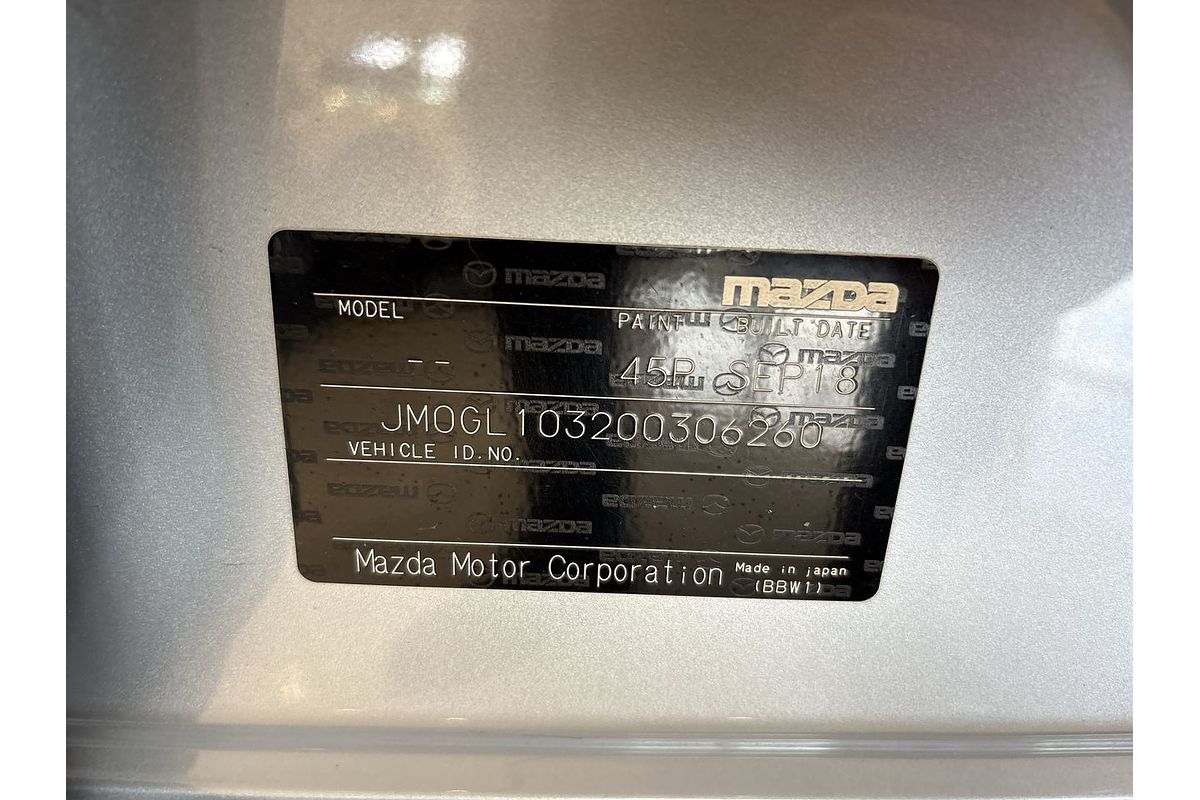 mazda
MODEL PAINT BUILT DATE
-- 45P SEP18
JM0GL103200306260
VEHICLE ID.NO.
Mazda Motor Corporation Made in japan
(BBW1)